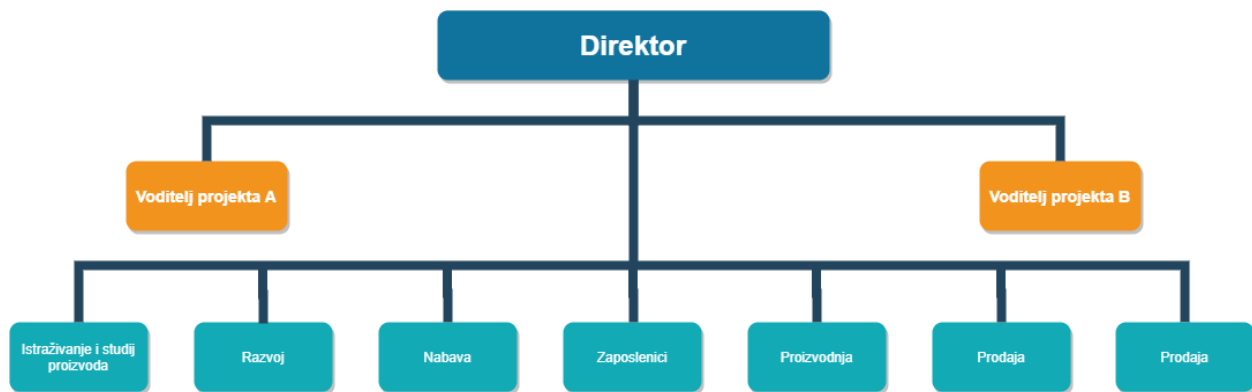 Direktor
Voditelj projekta A
Voditelj projekta B
Istraživanje i studij
proizvoda
Razvoj
Nabava
Zaposlenici
Proizvodnja
Prodaja
Prodaja